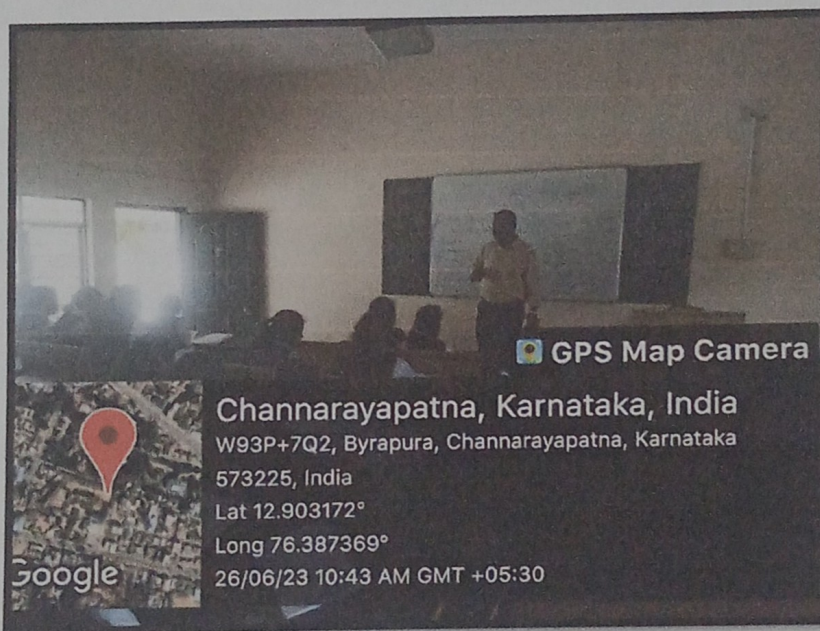 GPS Map Camera
Channarayapatna, Karnataka, India
W93P+7Q2, Byrapura, Channarayapatna, Karnataka
573225, India
Lat 12.903172°
Long 76.387369°
26/06/23 10:43 AM GMT +05:30
Google